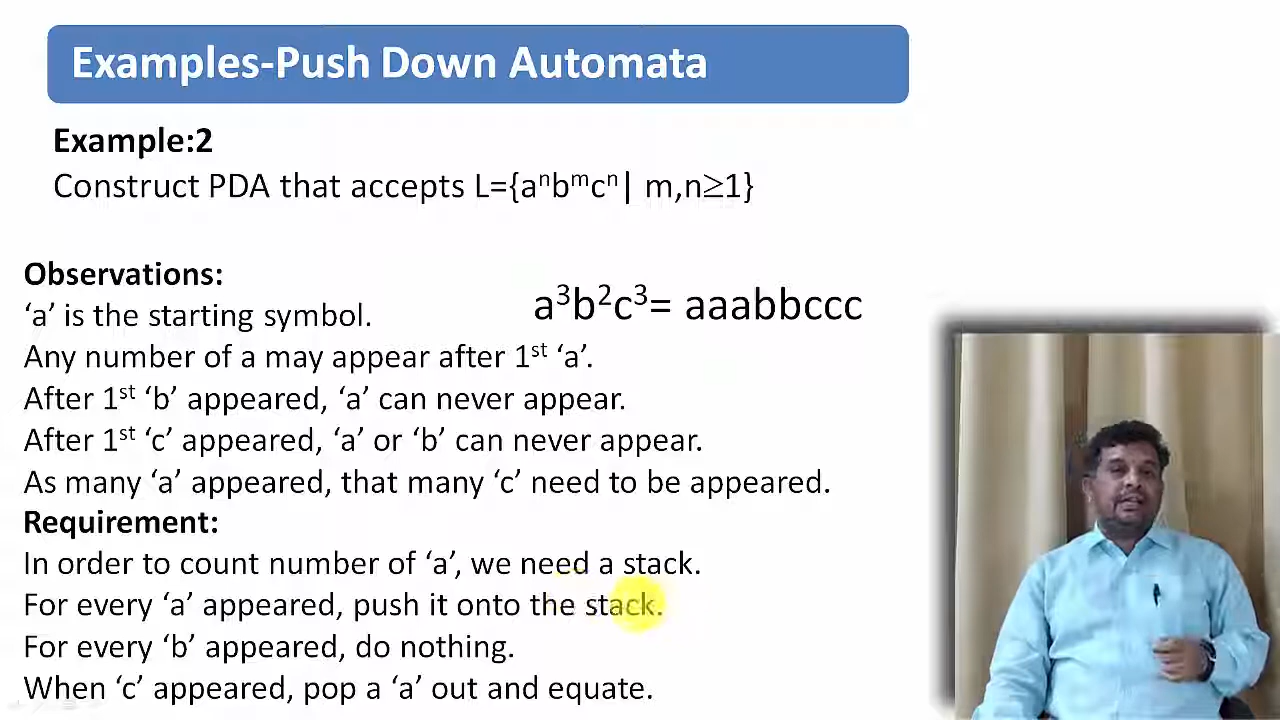 Examples-Push Down Automata
Example:2
Construct PDA that accepts L={aⁿbᵐcⁿ| m,n≥1}
Observations:
‘a’ is the starting symbol.
a³b²c³= aaabbccc
Any number of a may appear after 1ˢᵗ ‘a’.
After 1ˢᵗ ‘b’ appeared, ‘a’ can never appear.
After 1ˢᵗ ‘c’ appeared, ‘a’ or ‘b’ can never appear.
As many ‘a’ appeared, that many ‘c’ need to be appeared.
Requirement:
In order to count number of ‘a’, we need a stack.
For every ‘a’ appeared, push it onto the stack.
For every ‘b’ appeared, do nothing.
When ‘c’ appeared, pop a ‘a’ out and equate.